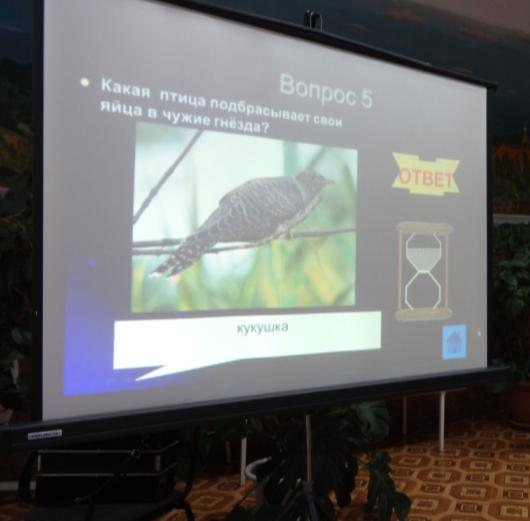 Вопрос 5
Какая птица подбрасывает свои
яйца в чужие гнёзда?
ОТВЕТ
кукушка